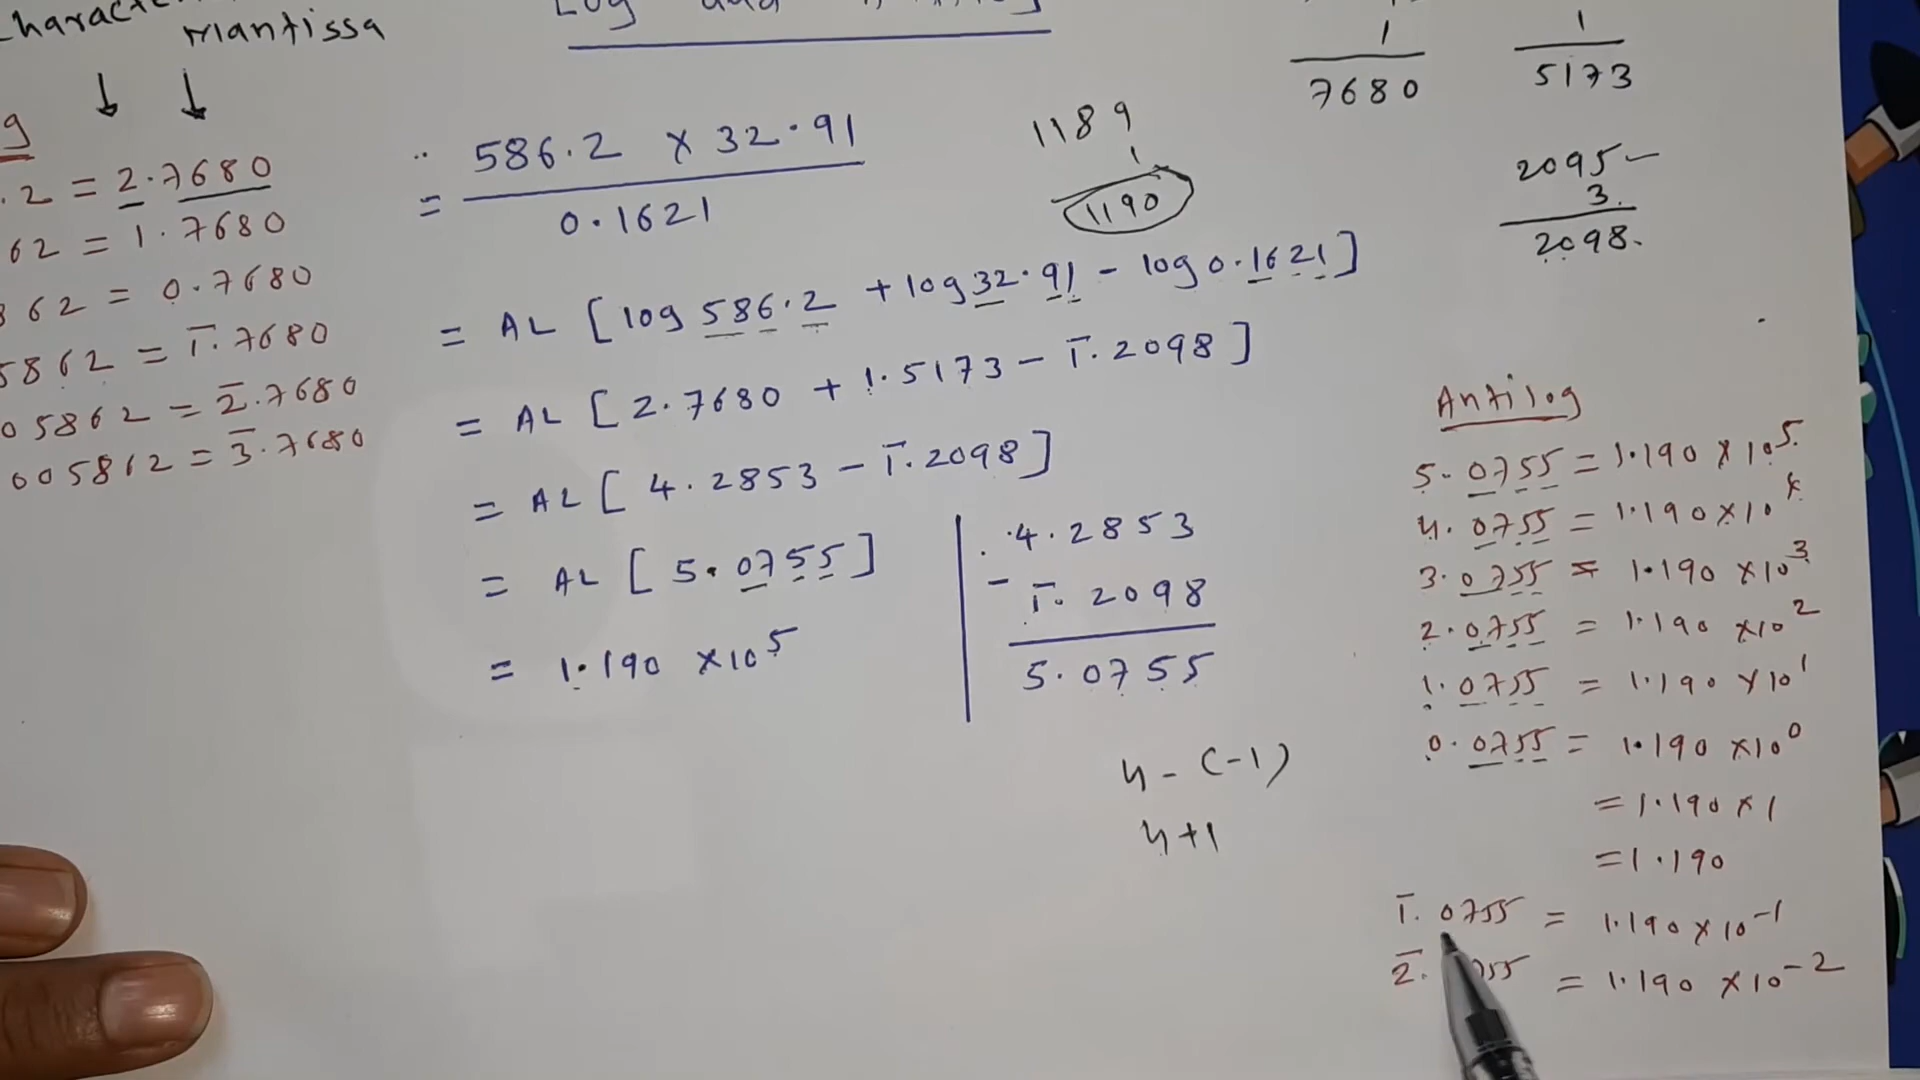 Mantissa
↓ ↓
.2 = 2.7680
62 = 1.7680
862 = 0.7680
5862 = 1̄.7680
05862 = 2̄.7680
005862 = 3̄.7680
= 586.2 × 32.91
0.1621
= AL [log 586.2 + log 32.91 - log 0.1621]
= AL [2.7680 + 1.5173 - 1̄.2098]
= AL [4.2853 - 1̄.2098]
= AL [5.0755]
= 1.190 × 10⁵
4.2853
- 1̄.2098
5.0755
4 - (-1)
4+1
1189
1
1190
1
7680
1
5173
2095
3
2098.
Antilog
5.0755 = 1.190 × 10⁵
4.0755 = 1.190 × 10⁴
3.0755 = 1.190 × 10³
2.0755 = 1.190 × 10²
1.0755 = 1.190 × 10¹
0.0755 = 1.190 × 10⁰
= 1.190 × 1
= 1.190
1̄.0755 = 1.190 × 10⁻¹
2̄. 055 = 1.190 × 10⁻²